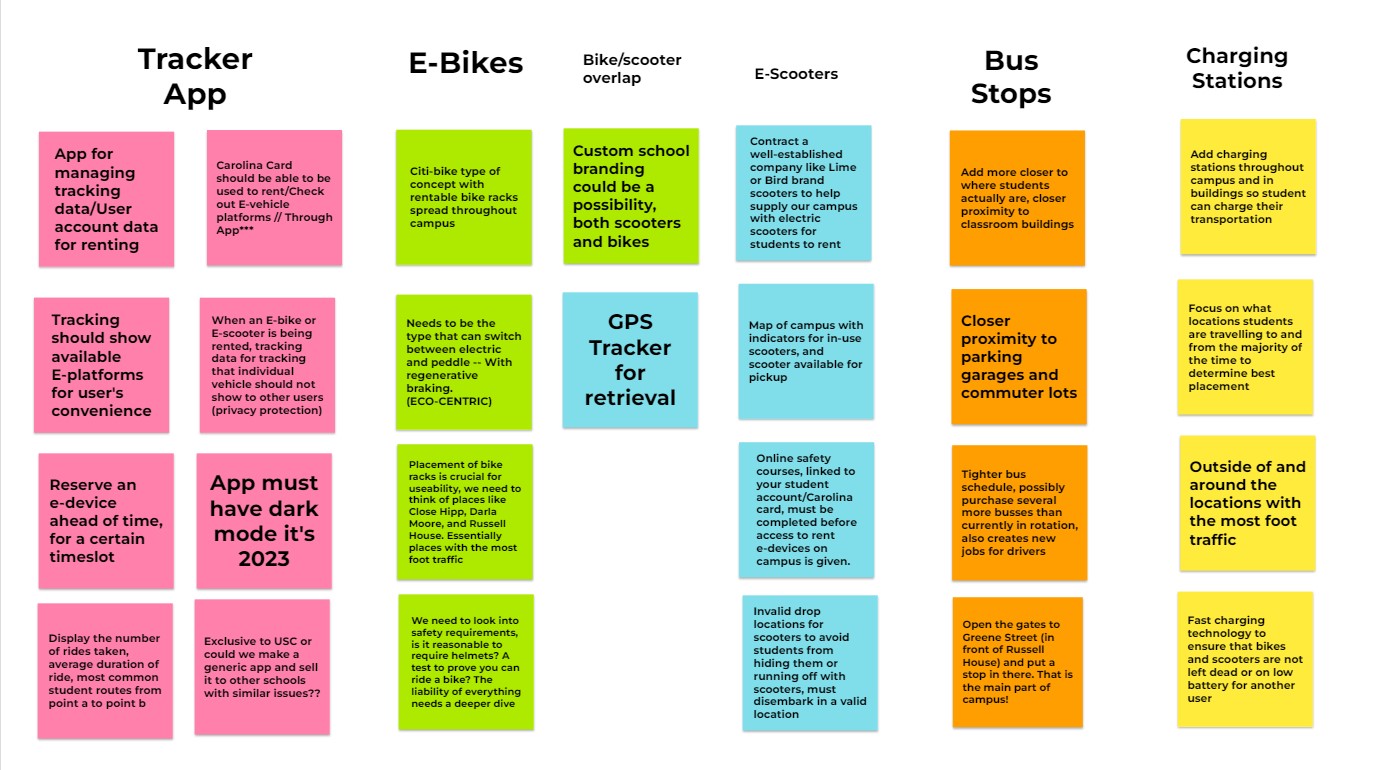 Tracker
App
E-Bikes
Bike/scooter
overlap
E-Scooters
Bus
Stops
Charging
Stations
App for
managing
tracking
data/User
account data
for renting
Carolina Card
should be able to be
used to rent/Check
out E-vehicle
platforms // Through
App***
Citi-bike type of
concept with
rentable bike racks
spread throughout
campus
Custom school
branding
could be a
possibility,
both scooters
and bikes
Contract a
well-established
company like Lime
or Bird brand
scooters to help
supply our campus
with electric
scooters for
students to rent
Add more closer to
where students
actually are, closer
proximity to
classroom buildings
Add charging
stations throughout
campus and in
buildings so student
can charge their
transportation
Tracking
should show
available
E-platforms
for user's
convenience
When an E-bike or
E-scooter is being
rented, tracking
data for tracking
that individual
vehicle should not
show to other users
(privacy protection)
Needs to be the
type that can switch
between electric
and peddle -- With
regenerative
braking.
(ECO-CENTRIC)
GPS
Tracker
for
retrieval
Map of campus with
indicators for in-use
scooters, and
scooter available for
pickup
Closer
proximity to
parking
garages and
commuter lots
Focus on what
locations students
are travelling to and
from the majority of
the time to
determine best
placement
Reserve an
e-device
ahead of time,
for a certain
timeslot
App must
have dark
mode it's
2023
Placement of bike
racks is crucial for
useability, we need to
think of places like
Close Hipp, Darla
Moore, and Russell
House. Essentially
places with the most
foot traffic
Online safety
courses, linked to
your student
account/Carolina
card, must be
completed before
access to rent
e-devices on
campus is given.
Tighter bus
schedule, possibly
purchase several
more busses than
currently in rotation,
also creates new
jobs for drivers
Outside of and
around the
locations with
the most foot
traffic
Display the number
of rides taken,
average duration of
ride, most common
student routes from
point a to point b
Exclusive to USC or
could we make a
generic app and sell
it to other schools
with similar issues??
We need to look into
safety requirements,
is it reasonable to
require helmets? A
test to prove you can
ride a bike? The
liability of everything
needs a deeper dive
Invalid drop
locations for
scooters to avoid
students from
hiding them or
running off with
scooters, must
disembark in a valid
location
Open the gates to
Greene Street (in
front of Russell
House) and put a
stop in there. That is
the main part of
campus!
Fast charging
technology to
ensure that bikes
and scooters are not
left dead or on low
battery for another
user